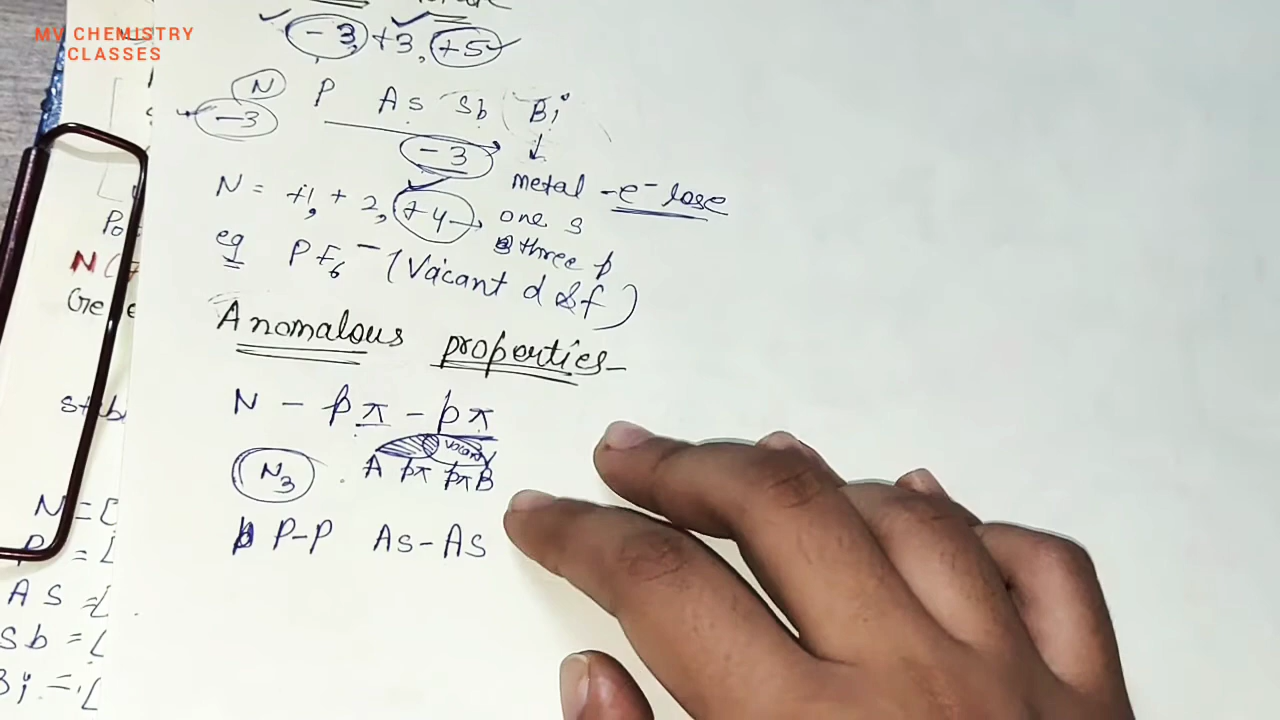 MV CHEMISTRY
CLASSES
-3, +3, +5
N P As Sb Bi
-3
-3
metal - e⁻ lose
N = +1, + 2, +4 → one s
three p
eg PF₆⁻ (Vacant d & f)
Anomalous properties-
N - pπ - pπ
vacant
N₃ A pπ pπ B
P-P As-As
N = [
P = [
As = [
Sb = [
Bi = [